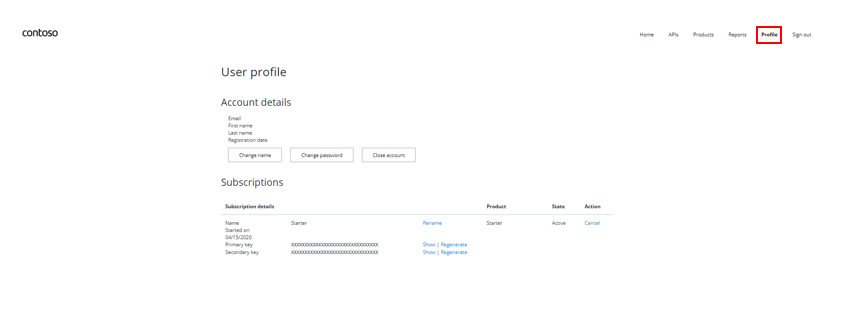 contoso
Home APIs Products Reports Profile Sign out
User profile
Account details
Email
First name
Last name
Registration date
Change name Change password Close account
Subscriptions
Subscription details Product State Action
Name Starter Rename Starter Active Cancel
Started on
04/15/2020
Primary key XXXXXXXXXXXXXXXXXXXXXXXXXXXXXXXX Show | Regenerate
Secondary key XXXXXXXXXXXXXXXXXXXXXXXXXXXXXXXX Show | Regenerate